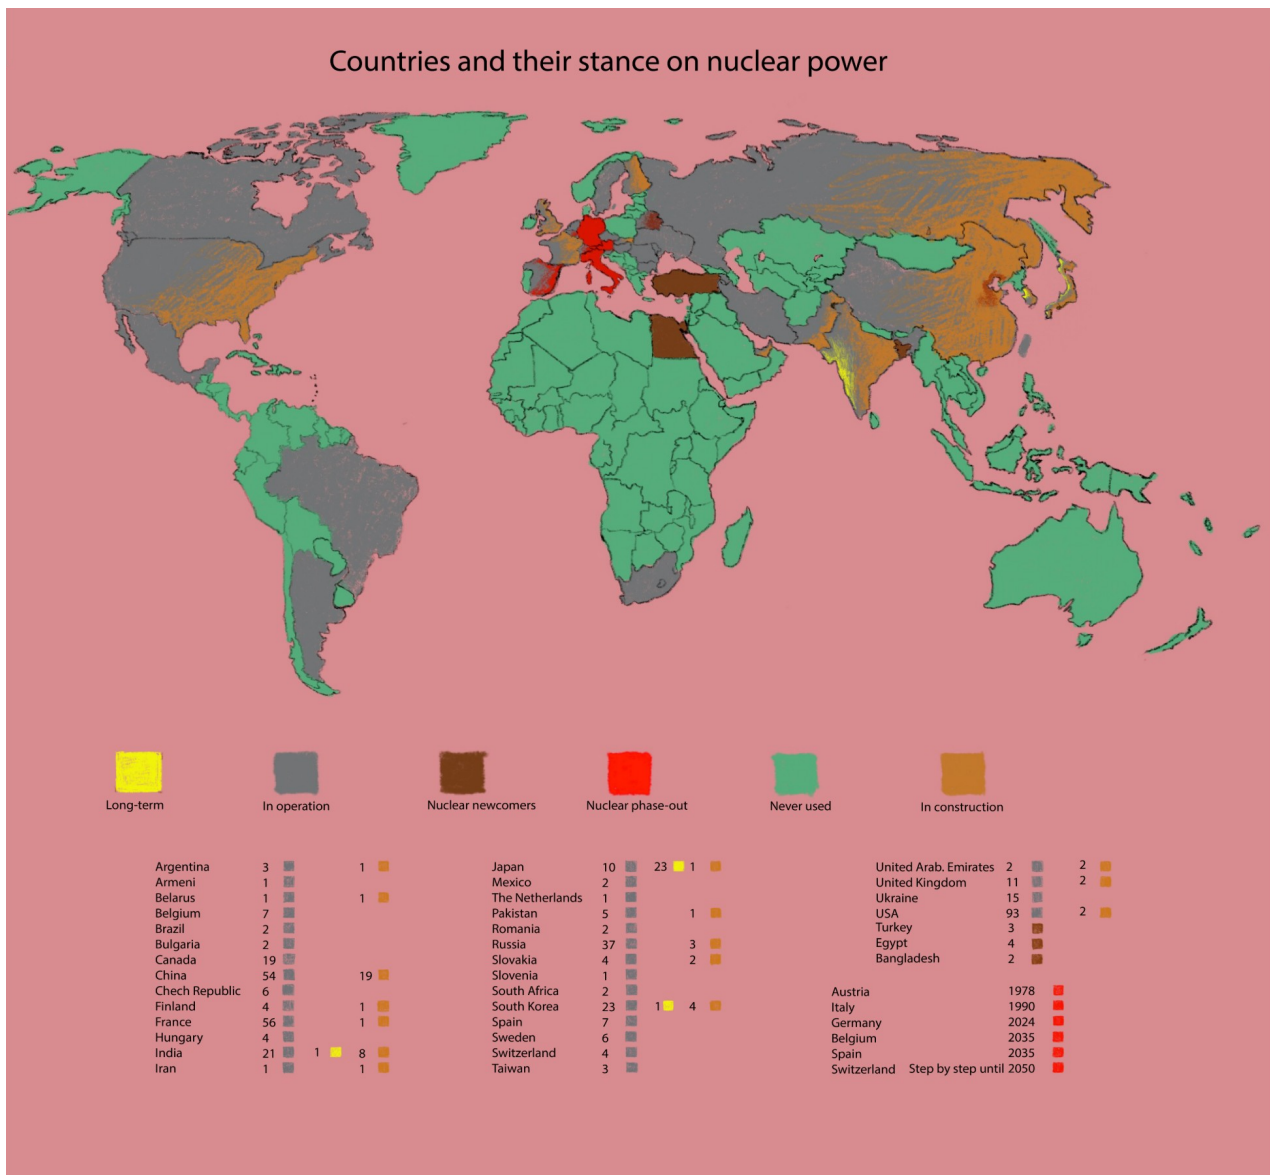 Countries and their stance on nuclear power
Long-term
In operation
Nuclear newcomers
Nuclear phase-out
Never used
In construction
Argentina 3 1
Armeni 1
Belarus 1 1
Belgium 7
Brazil 2
Bulgaria 2
Canada 19
China 54 19
Chech Republic 6
Finland 4 1
France 56 1
Hungary 4
India 21 1 8
Iran 1 1
Japan 10 23 1
Mexico 2
The Netherlands 1
Pakistan 5 1
Romania 2
Russia 37 3
Slovakia 4 2
Slovenia 1
South Africa 2
South Korea 23 1 4
Spain 7
Sweden 6
Switzerland 4
Taiwan 3
United Arab. Emirates 2 2
United Kingdom 11 2
Ukraine 15
USA 93 2
Turkey 3
Egypt 4
Bangladesh 2
Austria 1978
Italy 1990
Germany 2024
Belgium 2035
Spain 2035
Switzerland Step by step until 2050